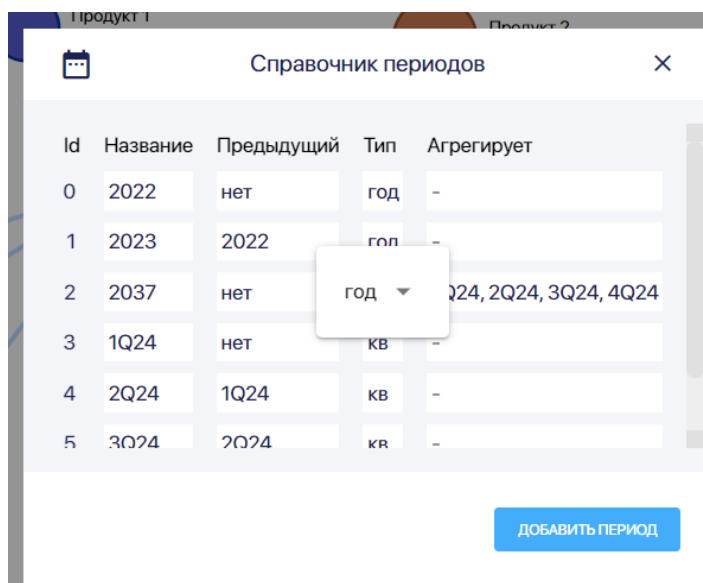 Продукт 1
Продукт 2
Справочник периодов
Id Название Предыдущий Тип Агрегирует
0 2022 нет год -
1 2023 2022 год -
2 2037 нет год Q24, 2Q24, 3Q24, 4Q24
3 1Q24 нет кв -
4 2Q24 1Q24 кв -
5 3Q24 2Q24 кв -
ДОБАВИТЬ ПЕРИОД